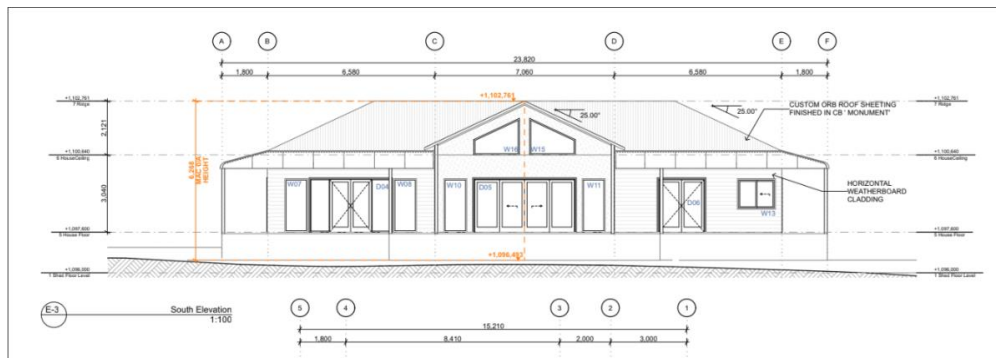 A B C D E F
23,820
1,800 6,580 7,060 6,580 1,800
+1,102,761
+1,102,761
7 Ridge
+1,102,761
7 Ridge
25.00°
25.00°
CUSTOM ORB ROOF SHEETING
FINISHED IN CB ' MONUMENT'
2,121
+1,100,640
6 HouseCeiling
+1,100,640
6 HouseCeiling
W16 W15
HEIGHT
3,040
HORIZONTAL
WEATHERBOARD
CLADDING
W07 D04 W08 W10 D05 W11 D06 W13
+1,097,600
5 House Floor
+1,097,600
5 House Floor
+1,096,493
+1,096,000
1 Shed Floor Level
+1,096,000
1 Shed Floor Level
E-3 South Elevation
1:100
5 4 3 2 1
15,210
1,800 8,410 2,000 3,000